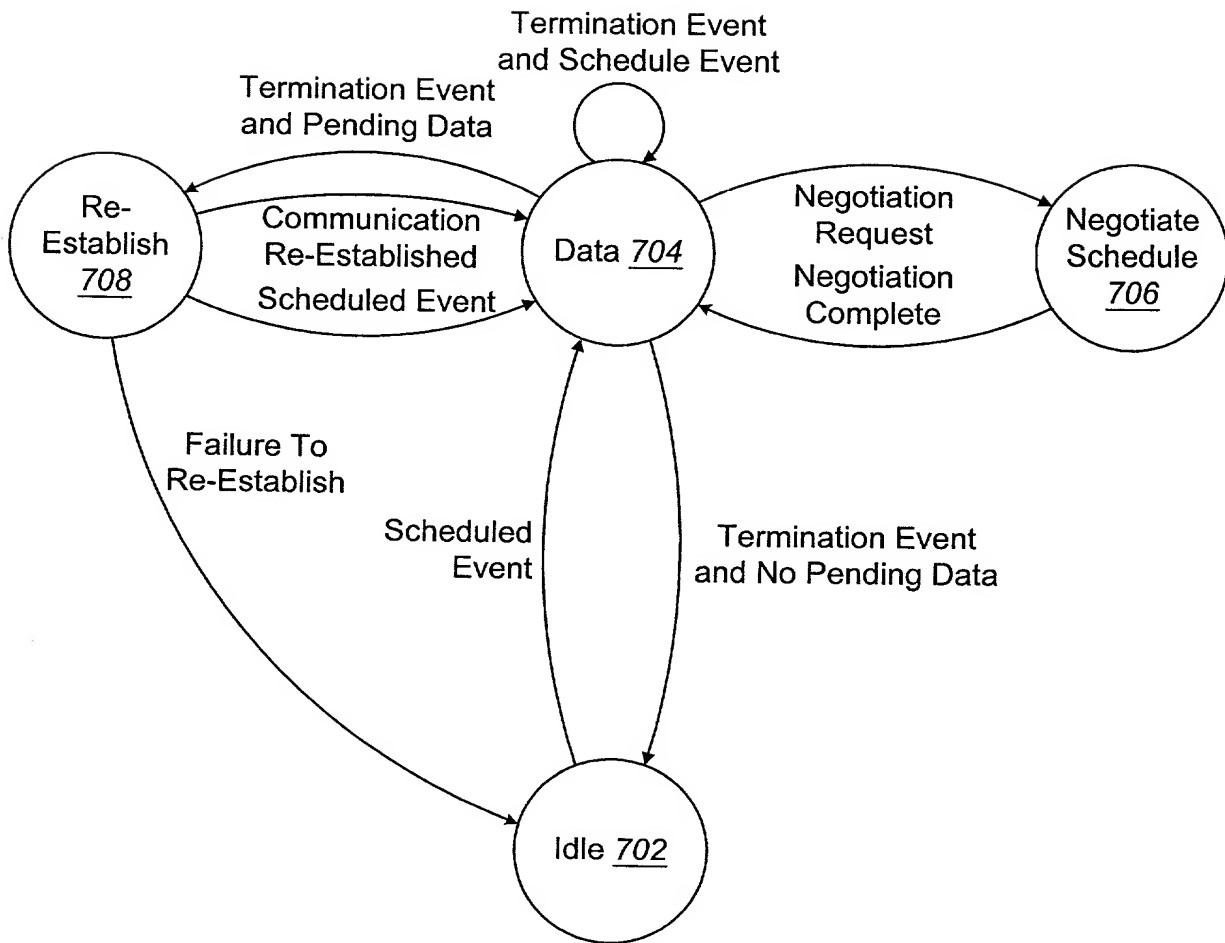 Termination Event
and Schedule Event
Termination Event
and Pending Data
Re-
Establish
708
Communication
Re-Established
Scheduled Event
Data 704
Negotiation
Request
Negotiation
Complete
Negotiate
Schedule
706
Failure To
Re-Establish
Scheduled
Event
Termination Event
and No Pending Data
Idle 702